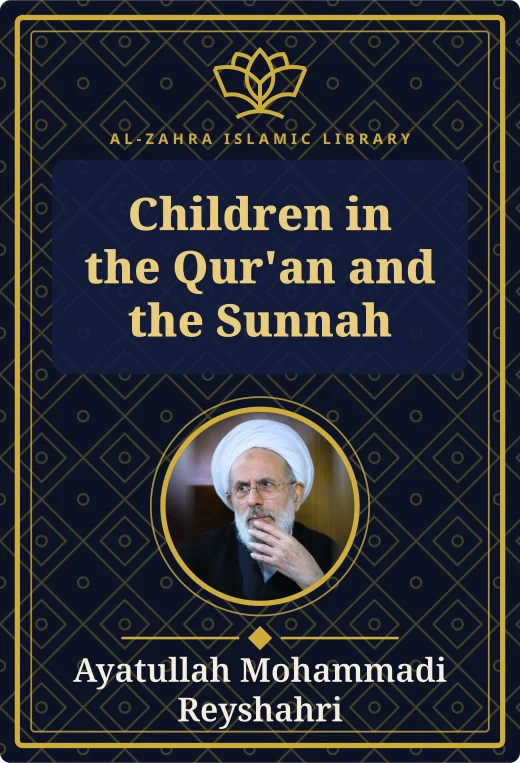 AL-ZAHRA ISLAMIC LIBRARY
Children in
the Qur'an and
the Sunnah
Ayatullah Mohammadi
Reyshahri